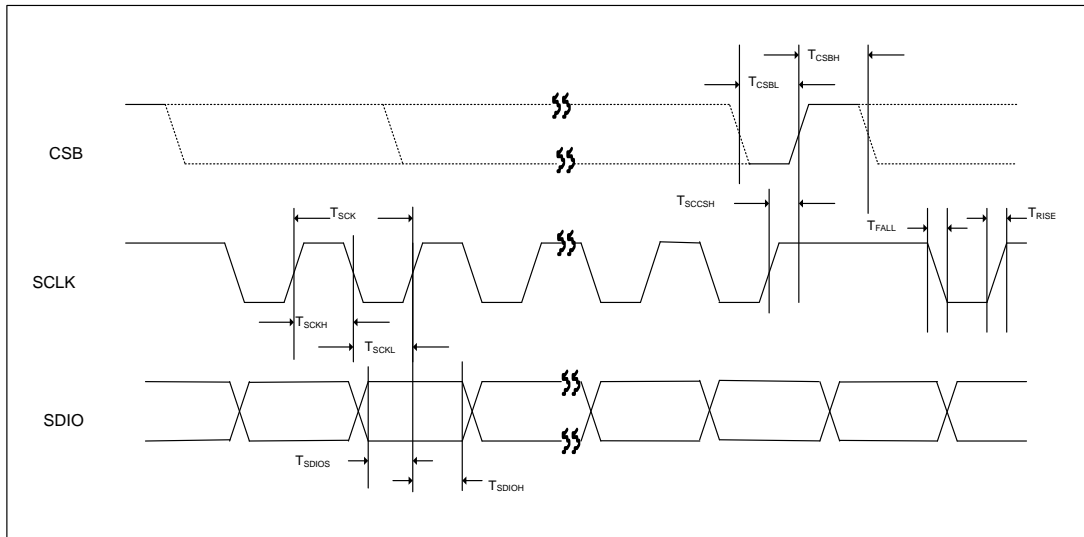 TCSBH
TCSBL
CSB
TSCK
TSCCSH
TRISE
TFALL
SCLK
TSCKH
TSCKL
SDIO
TSDIOS
TSDIOH